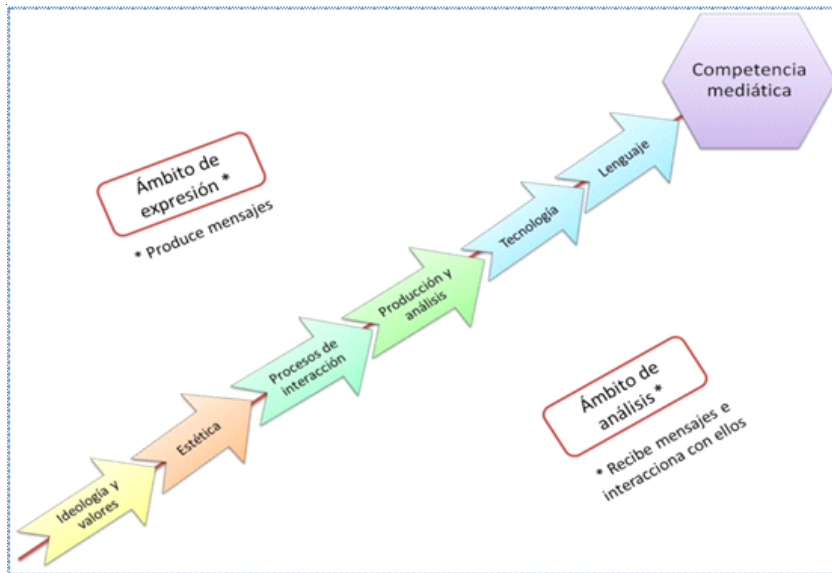 Competencia
mediática
Lenguaje
Tecnología
Ámbito de
expresión *
* Produce mensajes
Producción y
análisis
Procesos de
interacción
Estética
Ideología y
valores
Ámbito de
análisis *
* Recibe mensajes e
interacciona con ellos